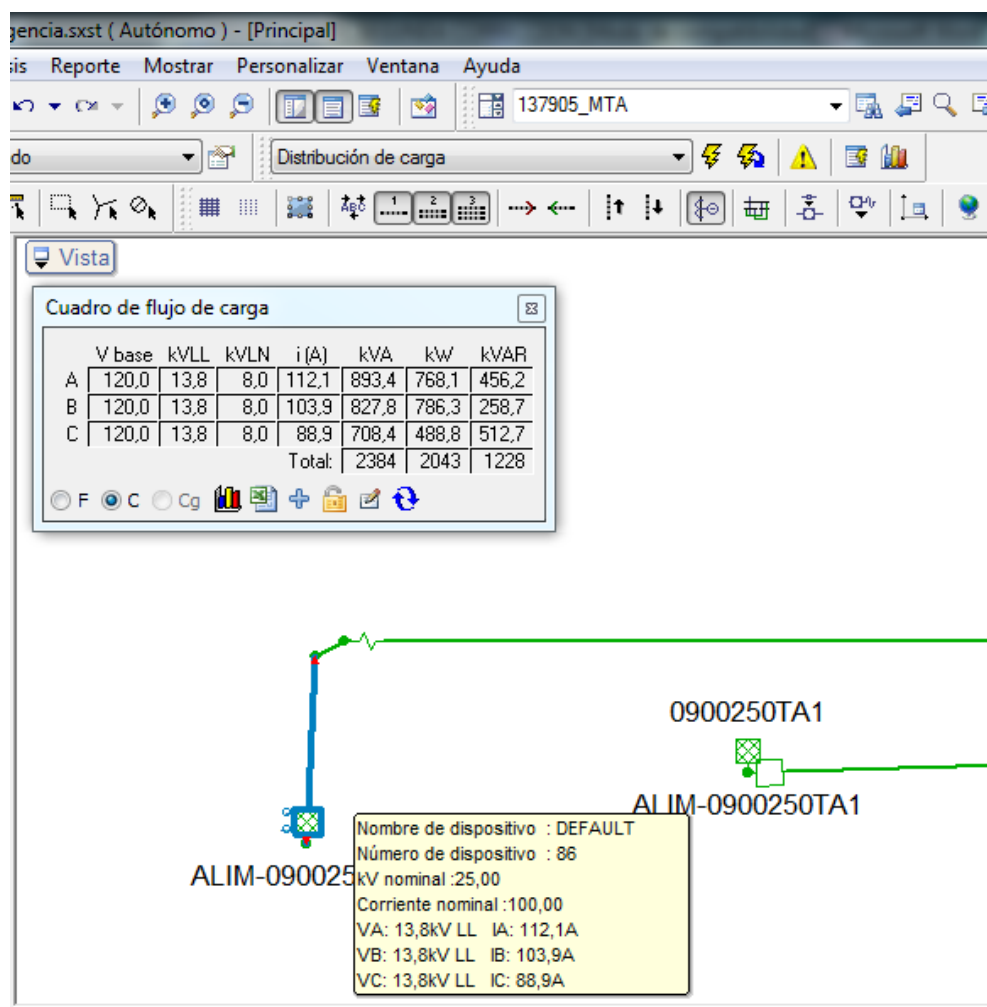 gencia.sxst ( Autónomo ) - [Principal]
sis Reporte Mostrar Personalizar Ventana Ayuda
137905_MTA
do Distribución de carga
ABC 1 2 3
Vista
Cuadro de flujo de carga
V base kVLL kVLN i (A) kVA kW kVAR
A 120,0 13,8 8,0 112,1 893,4 768,1 456,2
B 120,0 13,8 8,0 103,9 827,8 786,3 258,7
C 120,0 13,8 8,0 88,9 708,4 488,8 512,7
Total: 2384 2043 1228
F C Cg
0900250TA1
ALIM-0900250TA1
ALIM-090025
Nombre de dispositivo : DEFAULT
Número de dispositivo : 86
kV nominal :25,00
Corriente nominal :100,00
VA: 13,8kV LL IA: 112,1A
VB: 13,8kV LL IB: 103,9A
VC: 13,8kV LL IC: 88,9A